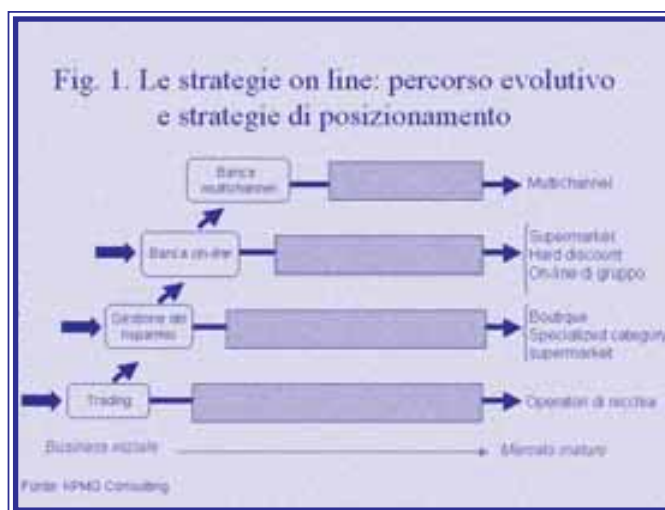 Fig. 1. Le strategie on line: percorso evolutivo
e strategie di posizionamento
Banca
multichannel
Multichannel
Banca on-line
Supermarket
Hard discount
On-line di gruppo
Gestione del
risparmio
Boutique
Specialized category
supermarket
Trading
Operatori di nicchia
Business iniziale
Mercato maturo
Fonte: KPMG Consulting